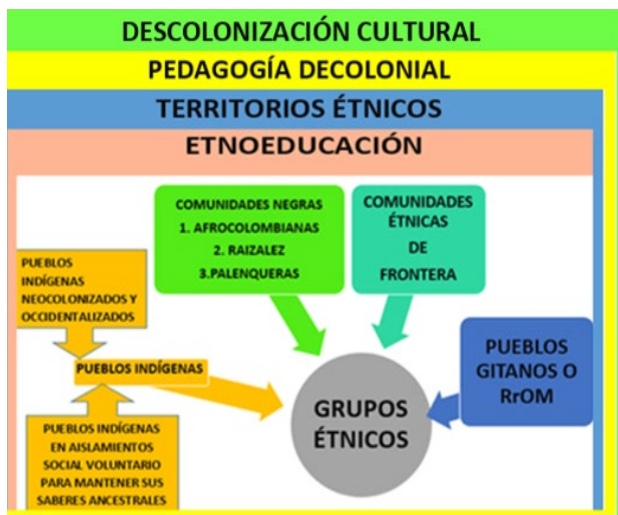 DESCOLONIZACIÓN CULTURAL
PEDAGOGÍA DECOLONIAL
TERRITORIOS ÉTNICOS
ETNOEDUCACIÓN
COMUNIDADES NEGRAS
1. AFROCOLOMBIANAS
2. RAIZALEZ
3.PALENQUERAS
COMUNIDADES
ÉTNICAS
DE
FRONTERA
PUEBLOS
INDÍGENAS
NEOCOLONIZADOS Y
OCCIDENTALIZADOS
PUEBLOS INDÍGENAS
PUEBLOS INDÍGENAS
EN AISLAMIENTOS
SOCIAL VOLUNTARIO
PARA MANTENER SUS
SABERES ANCESTRALES
GRUPOS
ÉTNICOS
PUEBLOS
GITANOS O
RrOM